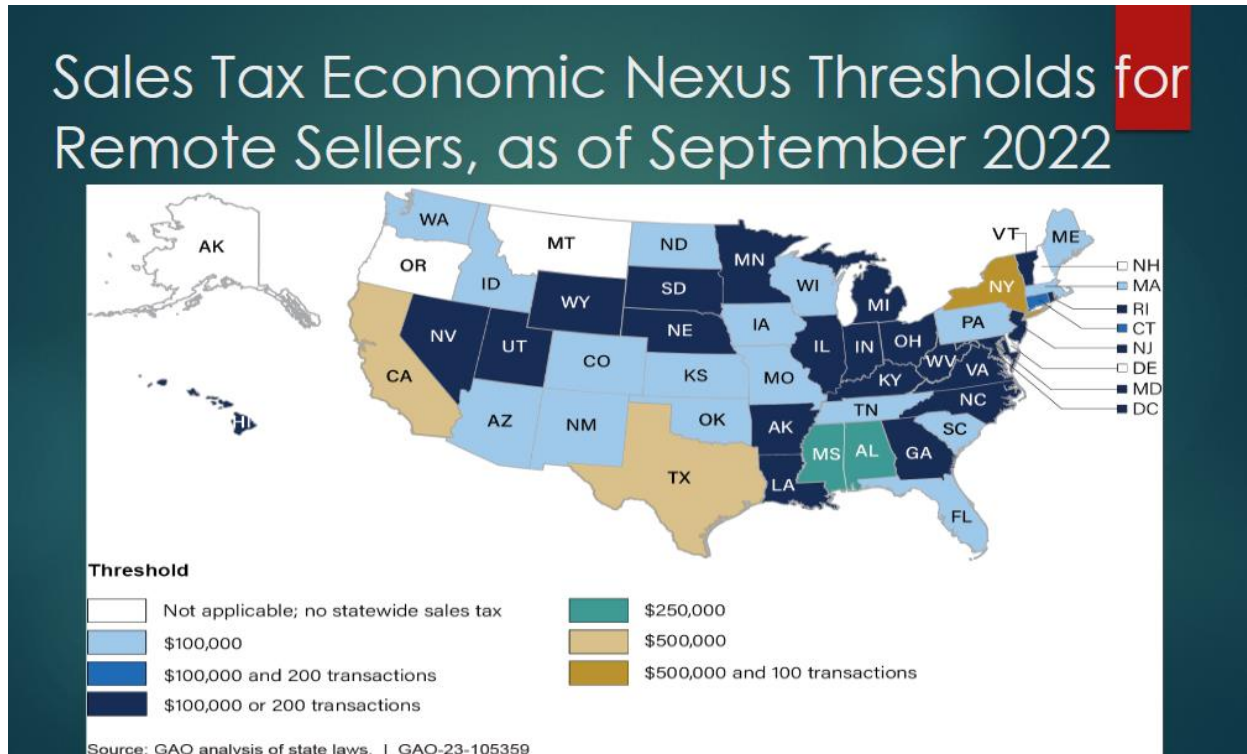 Sales Tax Economic Nexus Thresholds for
Remote Sellers, as of September 2022
AK
WA
OR
CA
ID
NV
MT
WY
UT
AZ
CO
NM
ND
SD
NE
KS
OK
TX
MN
IA
MO
AK
LA
WI
IL
MI
IN
OH
KY
TN
MS
AL
GA
FL
SC
NC
VA
WV
PA
NY
VT
ME
NH
MA
RI
CT
NJ
DE
MD
DC
HI
Threshold
Not applicable; no statewide sales tax
$100,000
$100,000 and 200 transactions
$100,000 or 200 transactions
$250,000
$500,000
$500,000 and 100 transactions
Source: GAO analysis of state laws. | GAO-23-105359